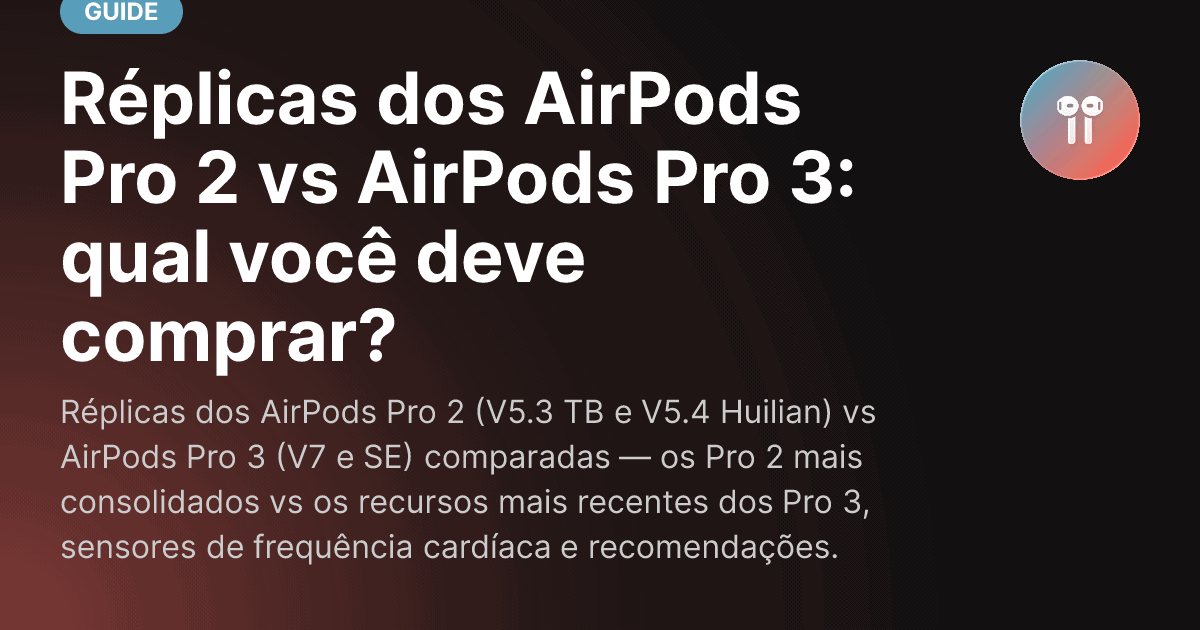 GUIDE
Réplicas dos AirPods
Pro 2 vs AirPods Pro 3:
qual você deve
comprar?
Réplicas dos AirPods Pro 2 (V5.3 TB e V5.4 Huilian) vs
AirPods Pro 3 (V7 e SE) comparadas — os Pro 2 mais
consolidados vs os recursos mais recentes dos Pro 3,
sensores de frequência cardíaca e recomendações.